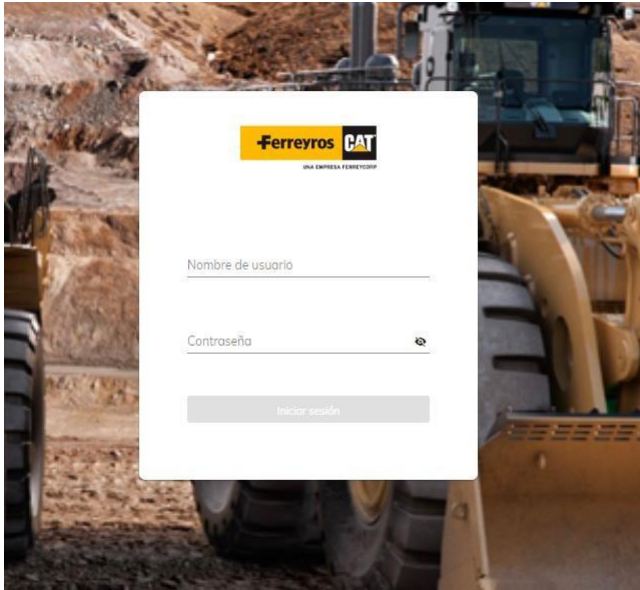 Ferreyros CAT
UNA EMPRESA FERREYCORP
Nombre de usuario
Contraseña
Iniciar sesión